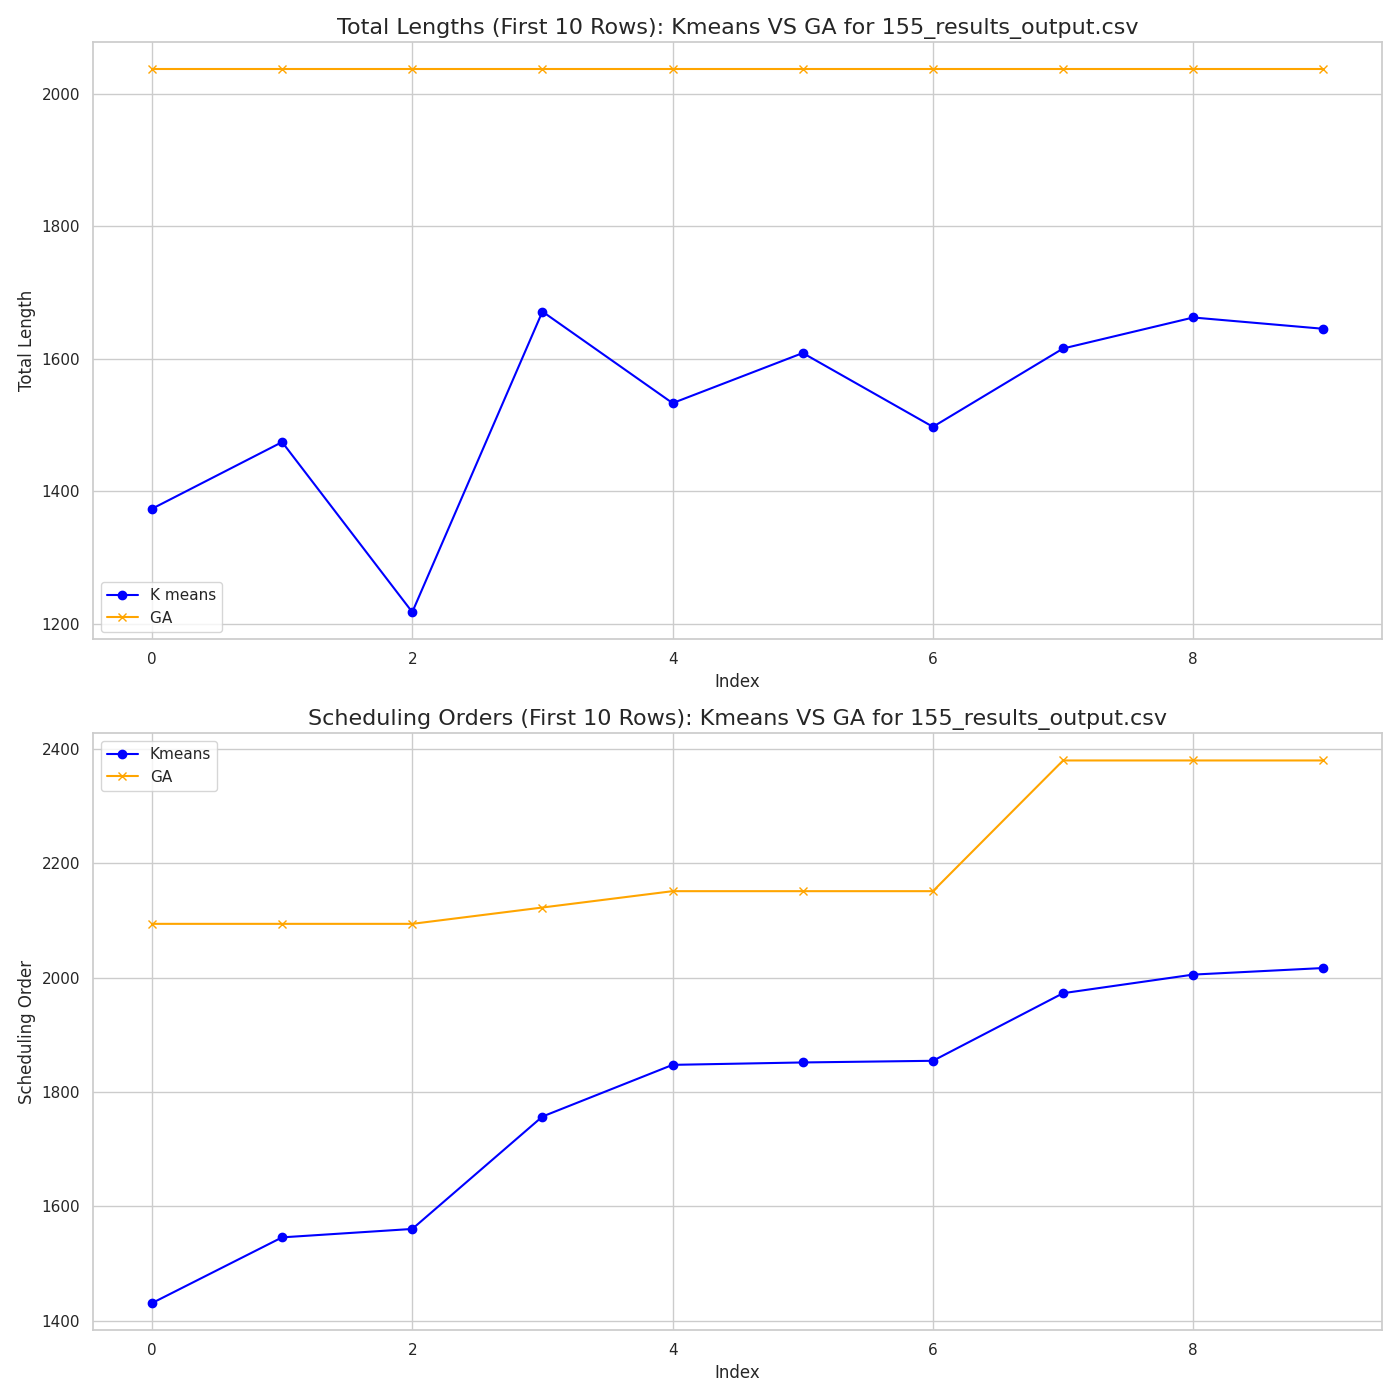 Total Lengths (First 10 Rows): Kmeans VS GA for 155_results_output.csv
Total Length
2000
1800
1600
1400
1200
K means
GA
0 2 4 6 8
Index
Scheduling Orders (First 10 Rows): Kmeans VS GA for 155_results_output.csv
Scheduling Order
2400
2200
2000
1800
1600
1400
Kmeans
GA
0 2 4 6 8
Index